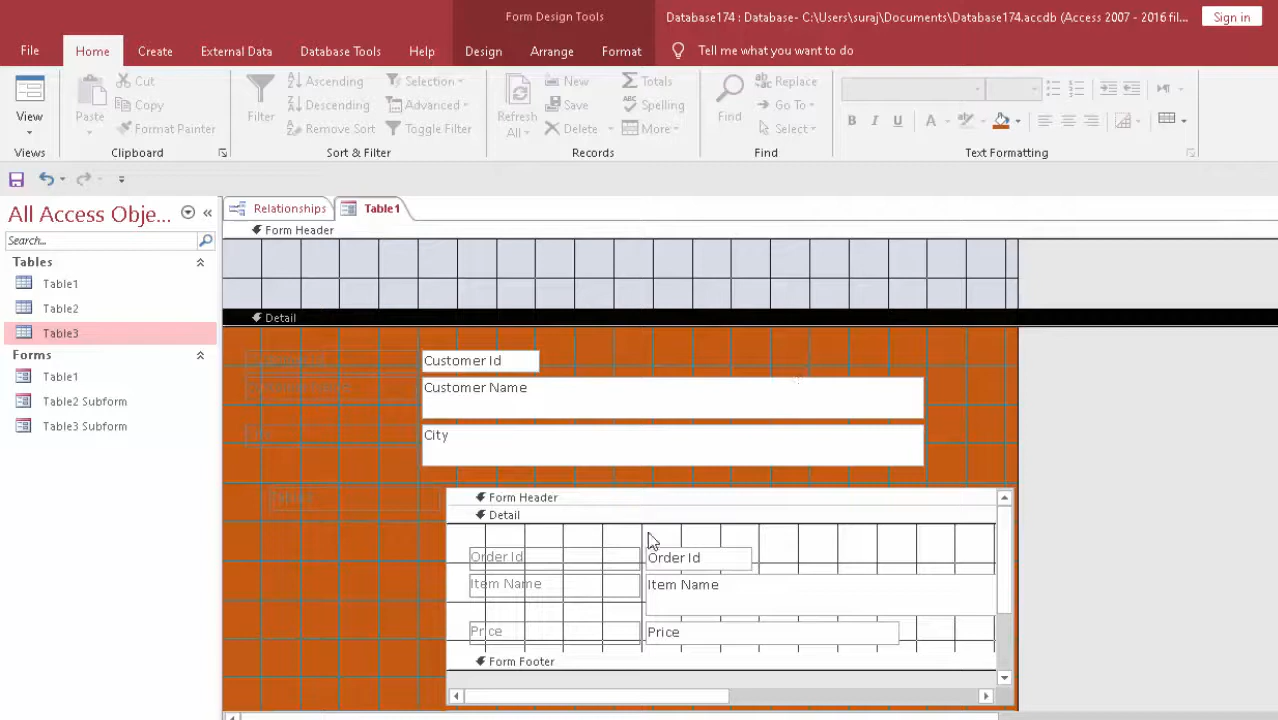 Form Design Tools
Database174 : Database- C:\Users\suraj\Documents\Database174.accdb (Access 2007 - 2016 fil...
Sign in
File
Home
Create
External Data
Database Tools
Help
Design
Arrange
Format
Tell me what you want to do
View
Views
Paste
Cut
Copy
Format Painter
Clipboard
Filter
Ascending
Descending
Remove Sort
Selection
Advanced
Toggle Filter
Sort & Filter
Refresh
All
New
Save
Delete
Totals
Spelling
More
Records
Find
Replace
Go To
Select
Find
B I U
A
Text Formatting
All Access Obje...
Search...
Tables
Table1
Table2
Table3
Forms
Table1
Table2 Subform
Table3 Subform
Relationships
Table1
Form Header
Detail
Customer Id
Customer Id
Customer Name
Customer Name
City
City
Form Header
Detail
Order Id
Order Id
Item Name
Item Name
Price
Price
Form Footer